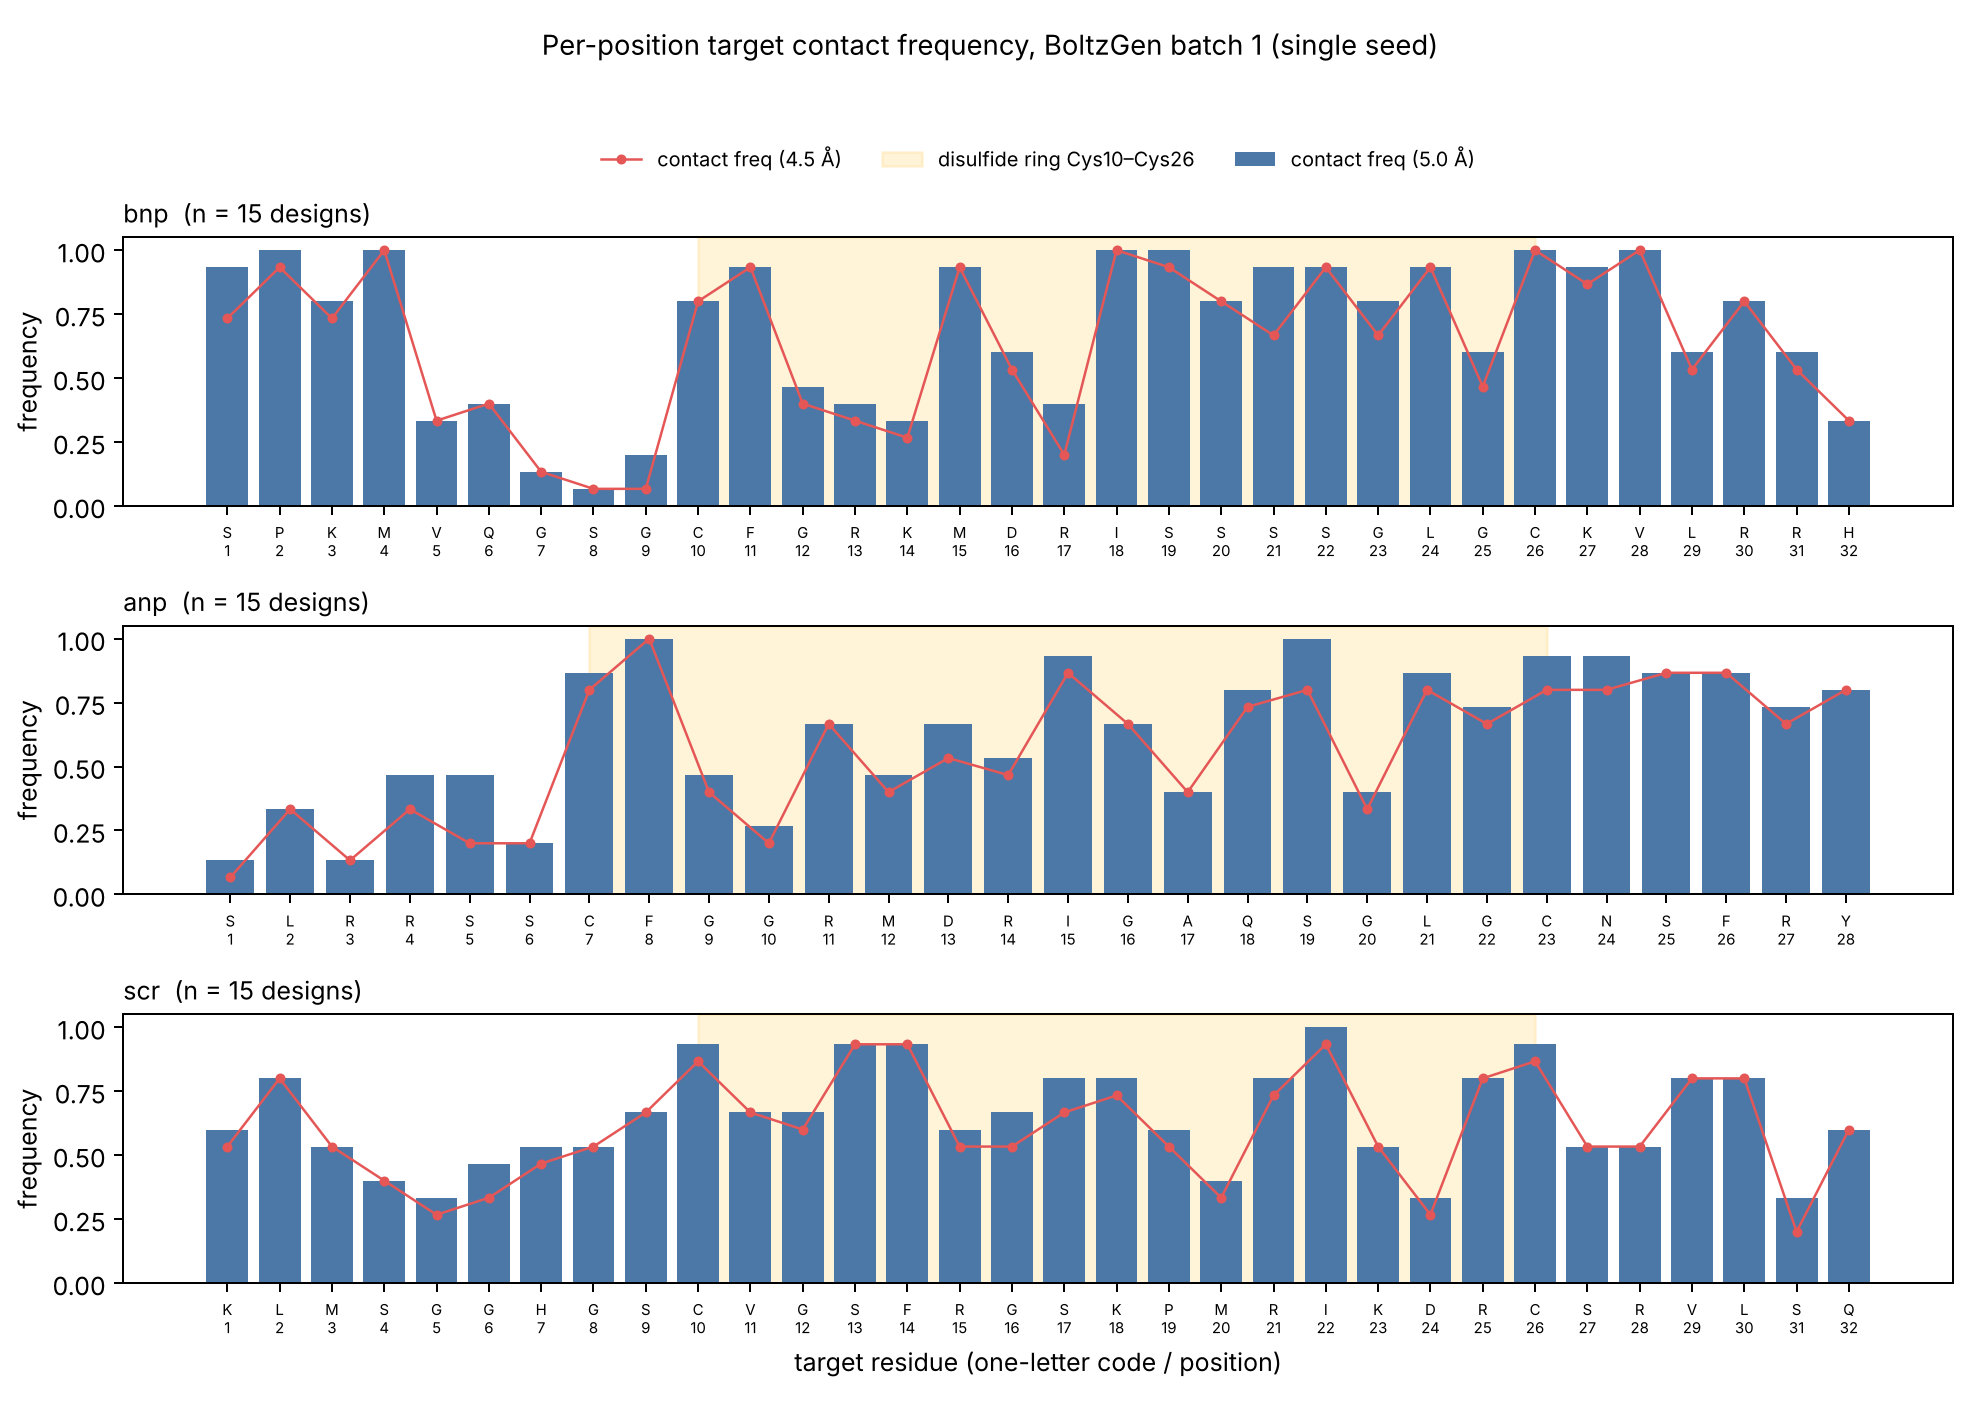 Per-position target contact frequency, BoltzGen batch 1 (single seed)
contact freq (4.5 Å)
disulfide ring Cys10–Cys26
contact freq (5.0 Å)
bnp (n = 15 designs)
1.00
0.75
0.50
0.25
0.00
frequency
S P K M V Q G S G C F G R K M D R I S S S S G L G C K V L R R H
1 2 3 4 5 6 7 8 9 10 11 12 13 14 15 16 17 18 19 20 21 22 23 24 25 26 27 28 29 30 31 32
anp (n = 15 designs)
1.00
0.75
0.50
0.25
0.00
frequency
S L R R S S C F G G R M D R I G A Q S G L G C N S F R Y
1 2 3 4 5 6 7 8 9 10 11 12 13 14 15 16 17 18 19 20 21 22 23 24 25 26 27 28
scr (n = 15 designs)
1.00
0.75
0.50
0.25
0.00
frequency
K L M S G G H G S C V G S F R G S K P M R I K D R C S R V L S Q
1 2 3 4 5 6 7 8 9 10 11 12 13 14 15 16 17 18 19 20 21 22 23 24 25 26 27 28 29 30 31 32
target residue (one-letter code / position)